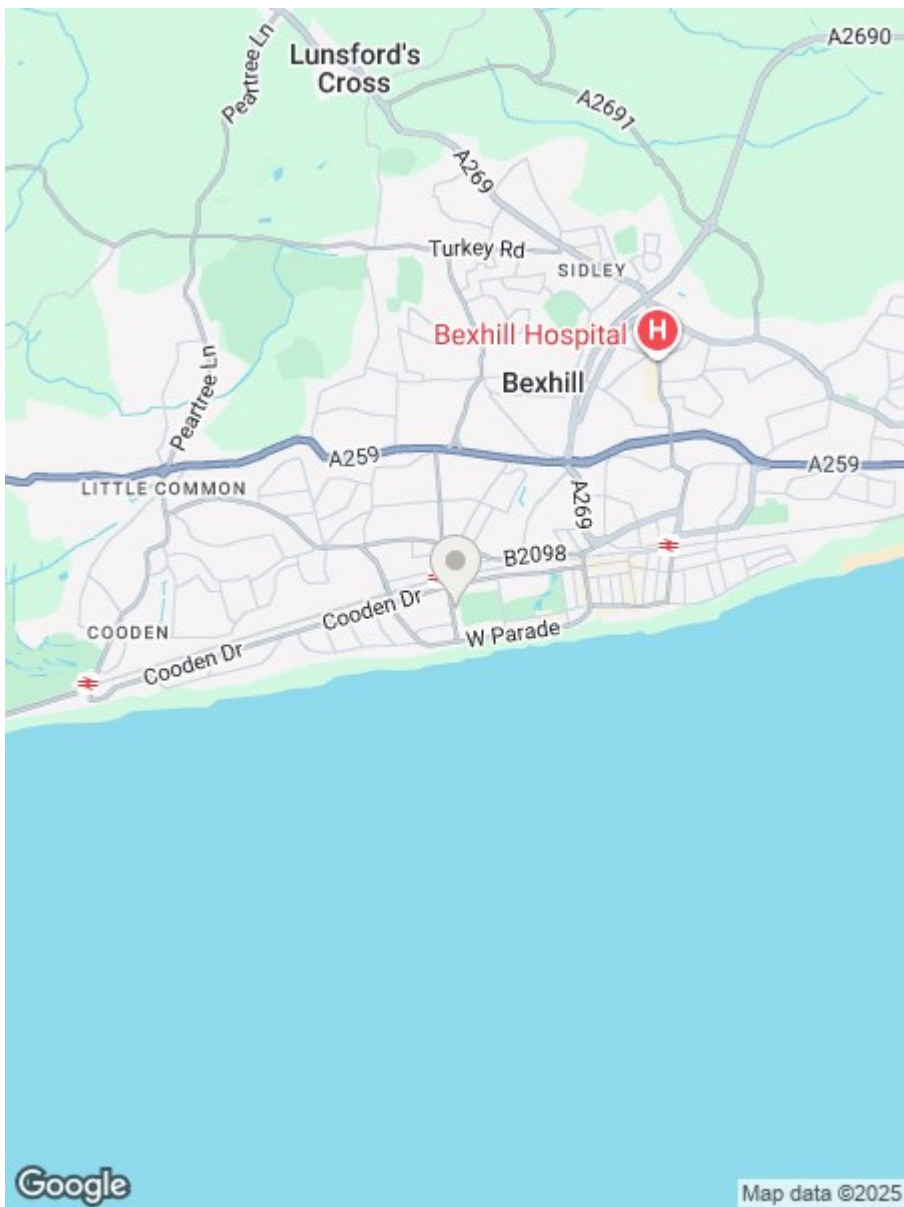 A2690
Lunsford's
Cross
Peartree Ln
A2691
A269
Turkey Rd
SIDLEY
Bexhill Hospital
H
Bexhill
Peartree Ln
A259
A259
LITTLE COMMON
A269
B2098
Cooden Dr
W Parade
COODEN
Cooden Dr
Google
Map data ©2025